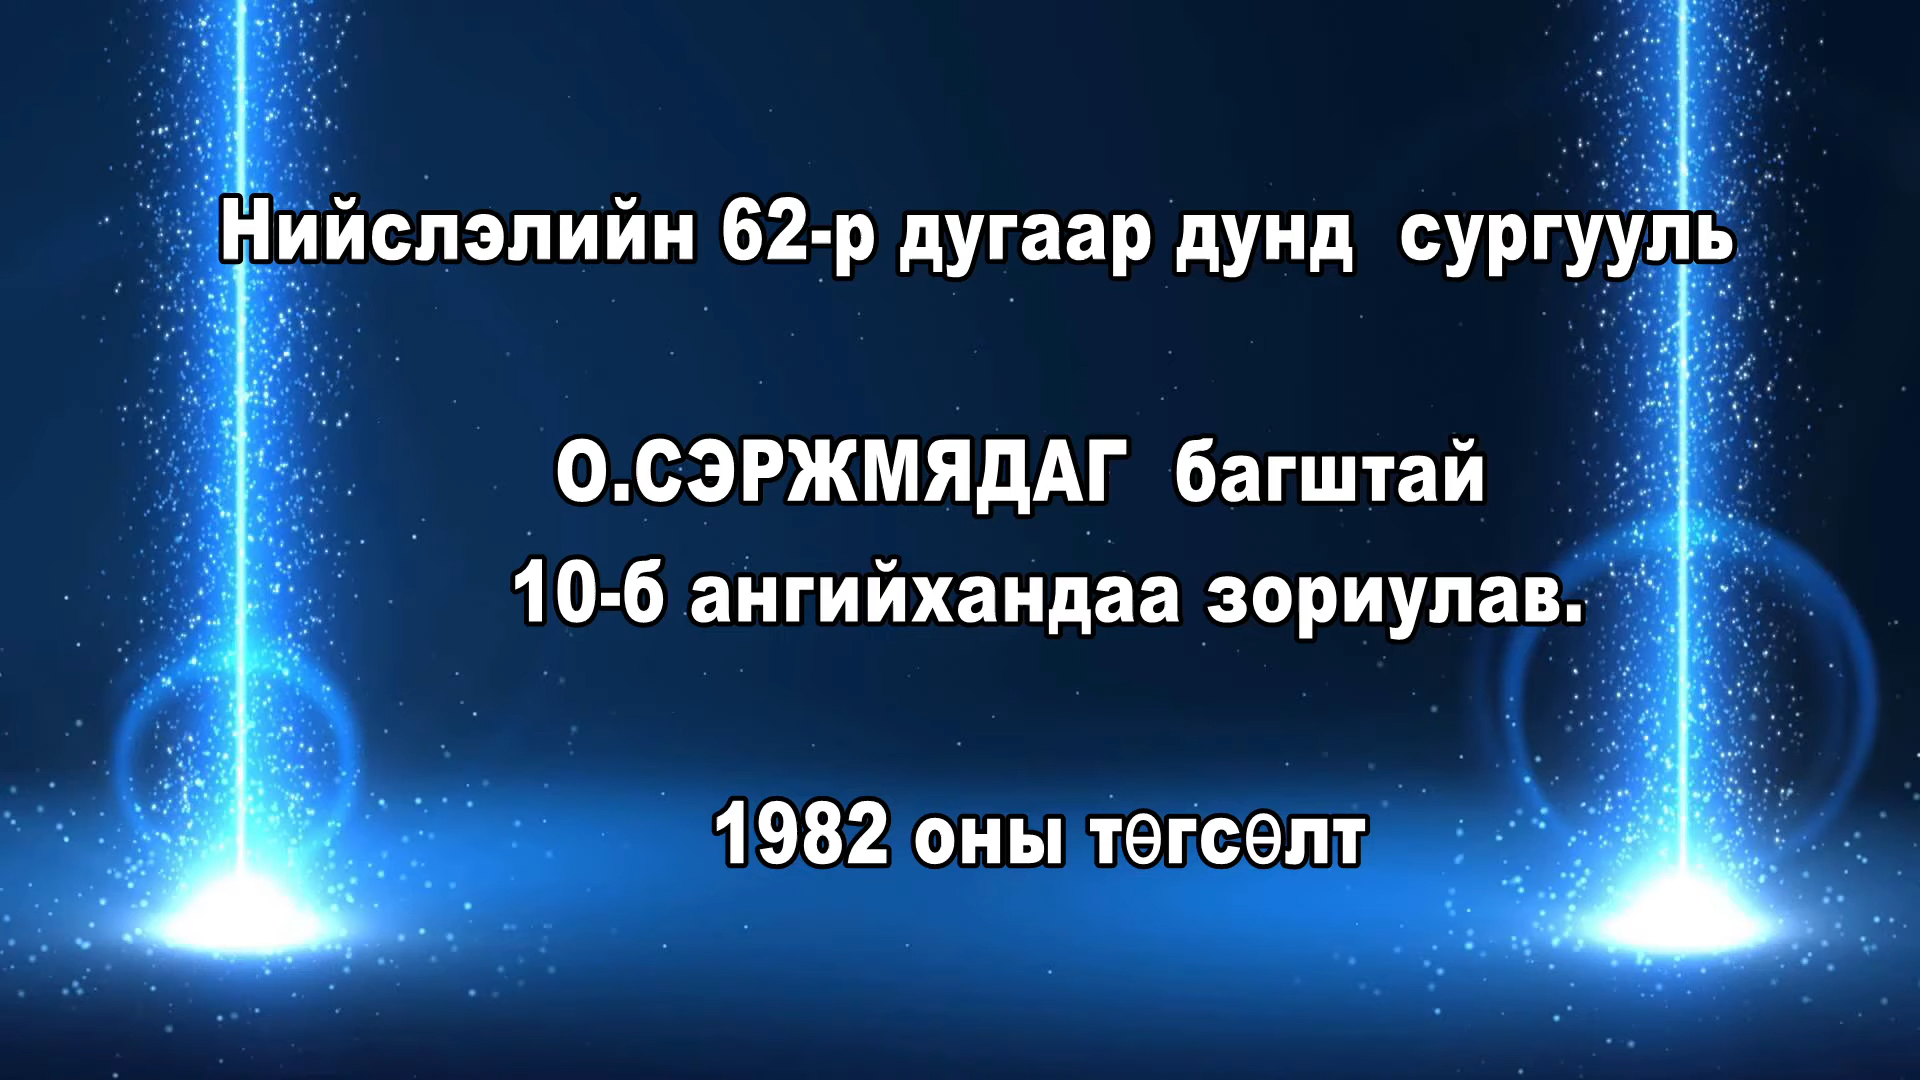 Нийслэлийн 62-р дугаар дунд сургууль
О.СЭРЖМЯДАГ багштай
10-б ангийхандаа зориулав.
1982 оны төгсөлт